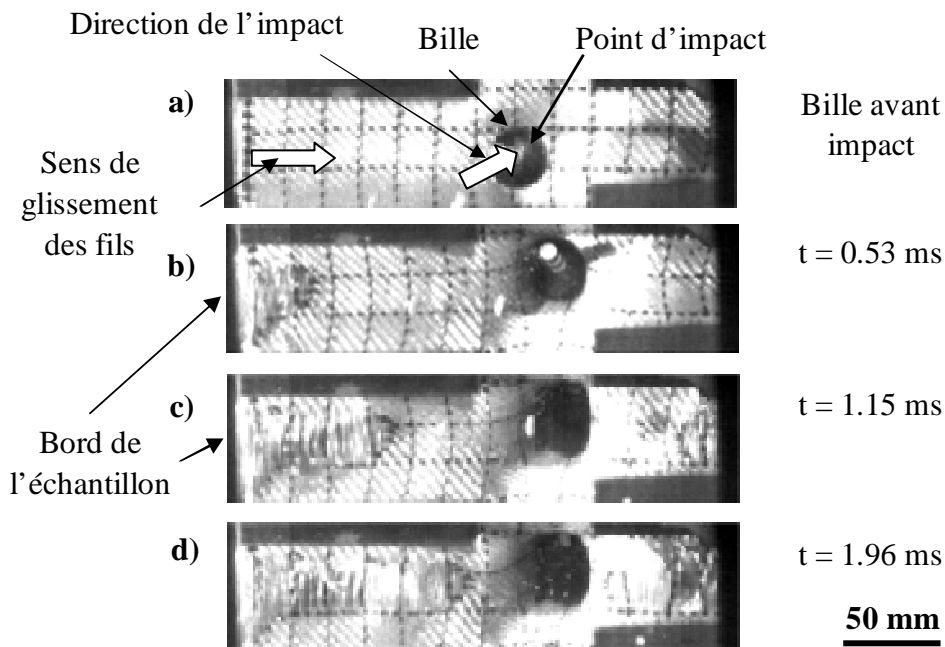 Direction de l'impact
Bille
Point d'impact
a)
Bille avant
impact
Sens de
glissement
des fils
b)
t = 0.53 ms
c)
t = 1.15 ms
Bord de
l'échantillon
d)
t = 1.96 ms
50 mm